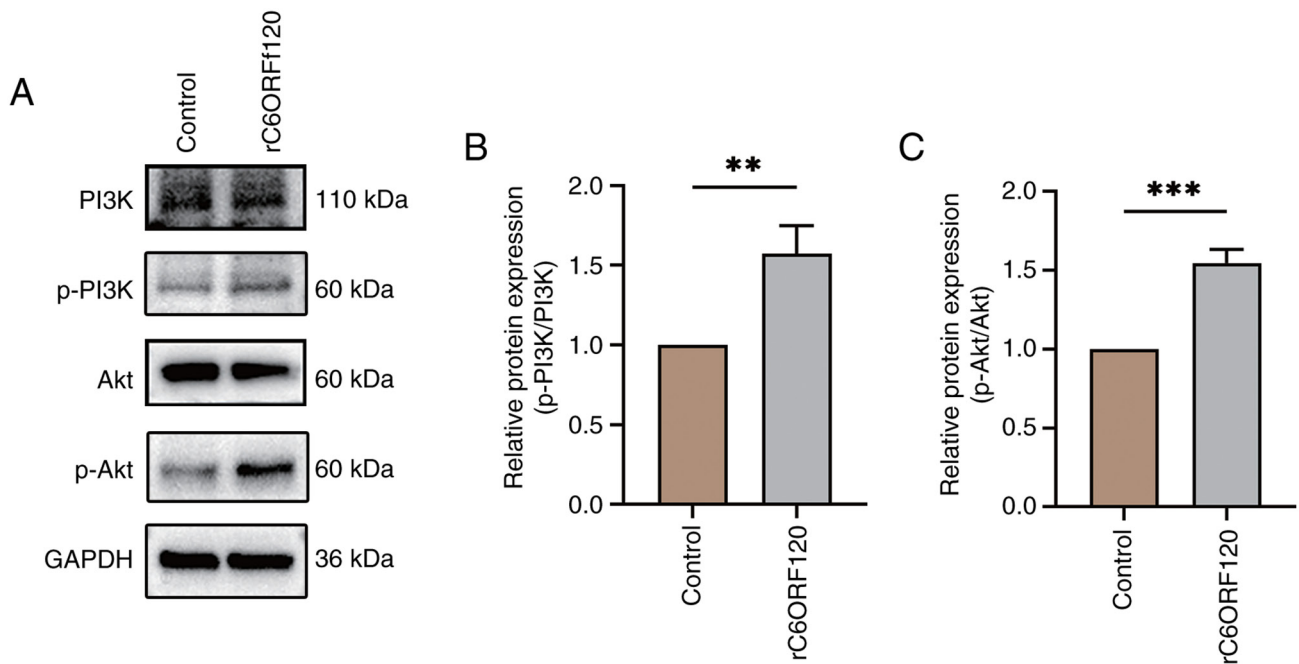 A
Control
rC6ORFf120
PI3K
110 kDa
p-PI3K
60 kDa
Akt
60 kDa
p-Akt
60 kDa
GAPDH
36 kDa
B
**
Relative protein expression
(p-PI3K/PI3K)
2.0
1.5
1.0
0.5
0.0
Control
rC6ORF120
C
***
Relative protein expression
(p-Akt/Akt)
2.0
1.5
1.0
0.5
0.0
Control
rC6ORF120